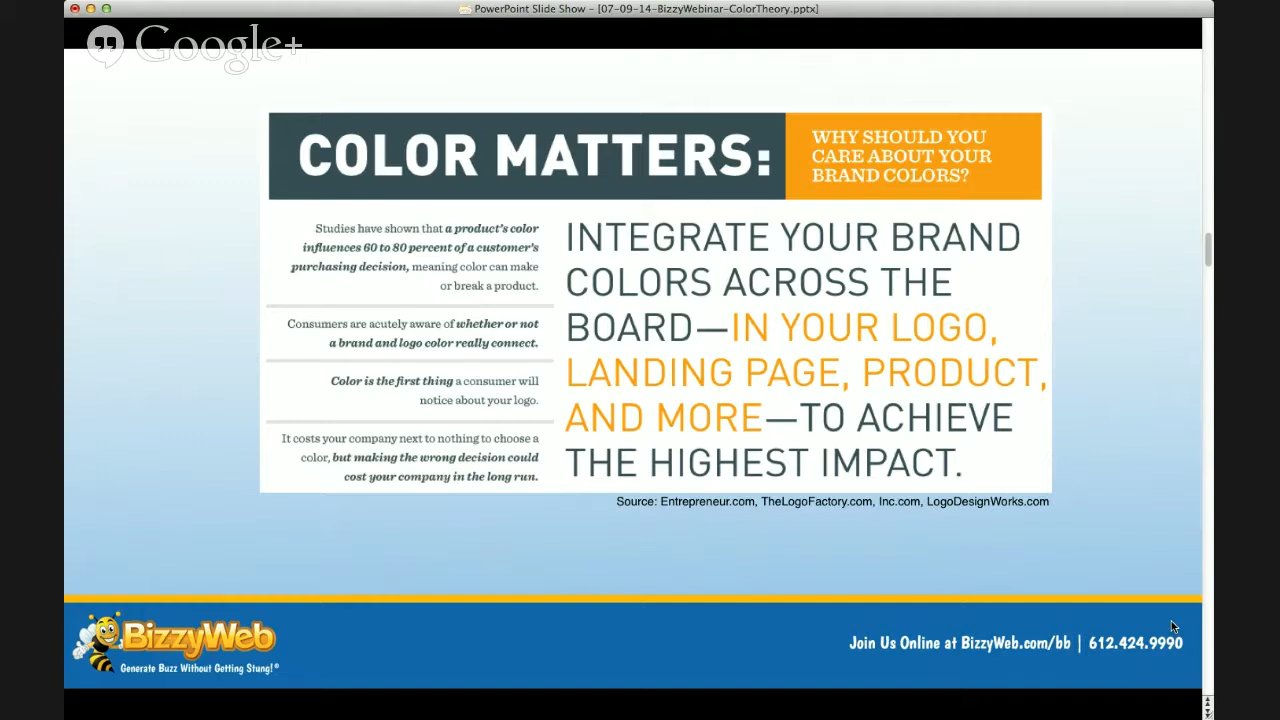 PowerPoint Slide Show - [07-09-14-BizzyWebinar-ColorTheory.pptx]
Google+
COLOR MATTERS:
WHY SHOULD YOU
CARE ABOUT YOUR
BRAND COLORS?
Studies have shown that a product's color
influences 60 to 80 percent of a customer's
purchasing decision, meaning color can make
or break a product.
Consumers are acutely aware of whether or not
a brand and logo color really connect.
Color is the first thing a consumer will
notice about your logo.
It costs your company next to nothing to choose a
color, but making the wrong decision could
cost your company in the long run.
INTEGRATE YOUR BRAND
COLORS ACROSS THE
BOARD—IN YOUR LOGO,
LANDING PAGE, PRODUCT,
AND MORE—TO ACHIEVE
THE HIGHEST IMPACT.
Source: Entrepreneur.com, TheLogoFactory.com, Inc.com, LogoDesignWorks.com
BizzyWeb
Generate Buzz Without Getting Stung!®
Join Us Online at BizzyWeb.com/bb | 612.424.9990